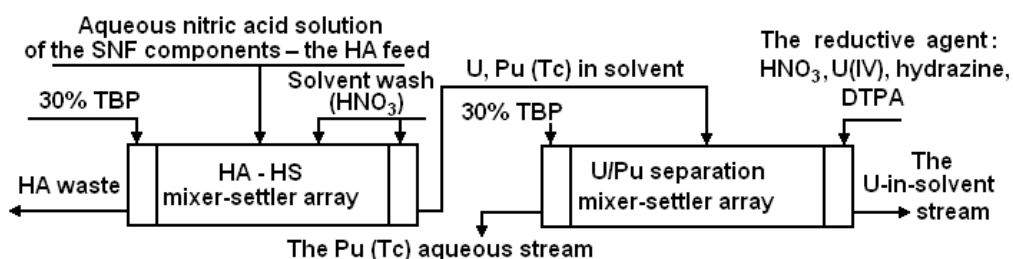 Aqueous nitric acid solution
of the SNF components – the HA feed
30% TBP
Solvent wash
(HNO₃)
HA - HS
mixer-settler array
HA waste
U, Pu (Tc) in solvent
30% TBP
The reductive agent:
HNO₃, U(IV), hydrazine,
DTPA
U/Pu separation
mixer-settler array
The
U-in-solvent
stream
The Pu (Tc) aqueous stream